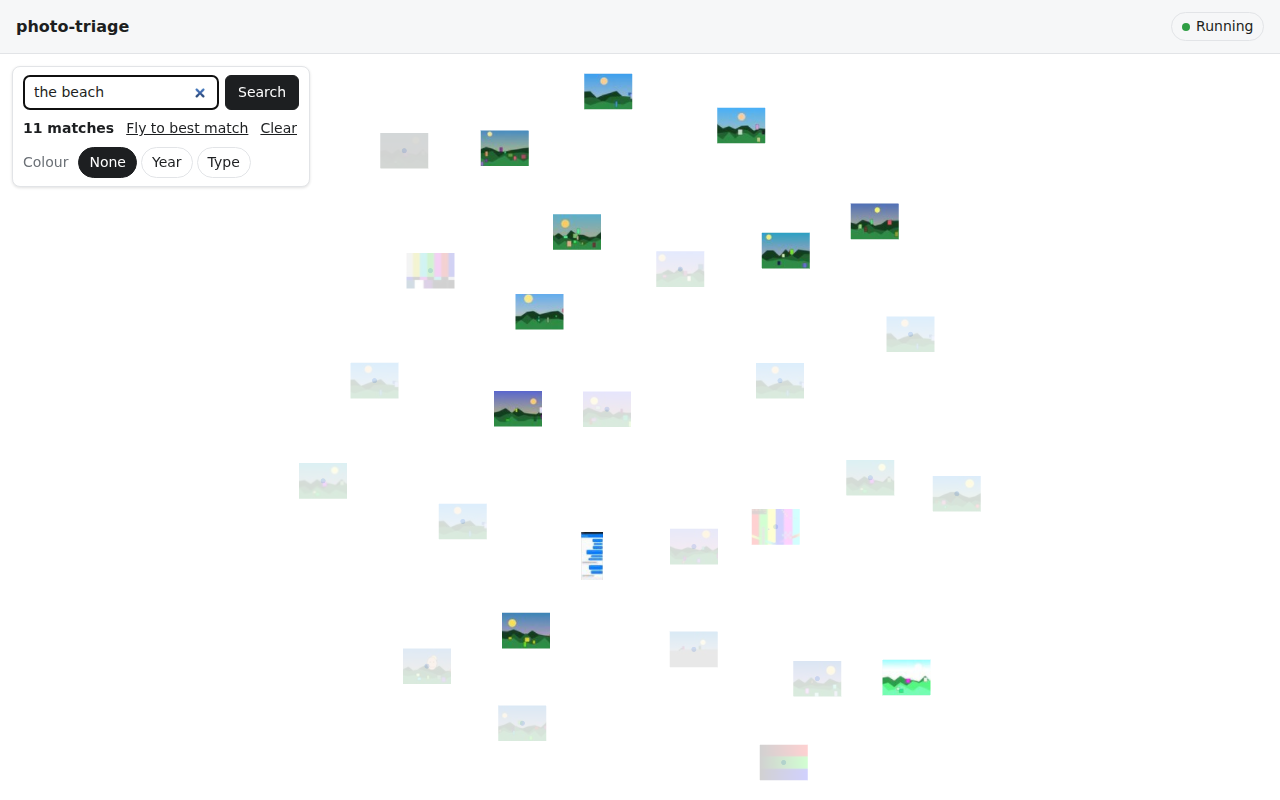 photo-triage
Running
the beach
Search
11 matches Fly to best match Clear
Colour None Year Type